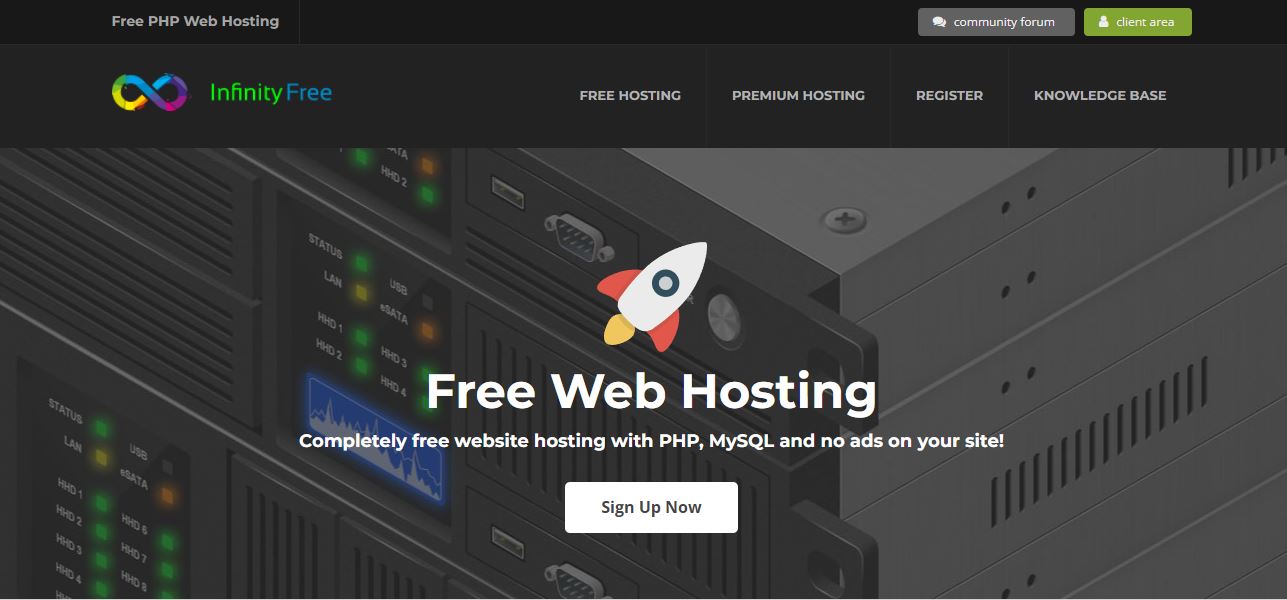 Free PHP Web Hosting
community forum
client area
InfinityFree
FREE HOSTING
PREMIUM HOSTING
REGISTER
KNOWLEDGE BASE
eSATA
HHD 2
STATUS
LAN
USB
eSATA
HHD 1
HHD 2
HHD 3
HHD 4
Free Web Hosting
Completely free website hosting with PHP, MySQL and no ads on your site!
Sign Up Now
STATUS
LAN
USB
eSATA
HHD 1
HHD 2
HHD 3
HHD 4
HHD 6
HHD 7
HHD 8